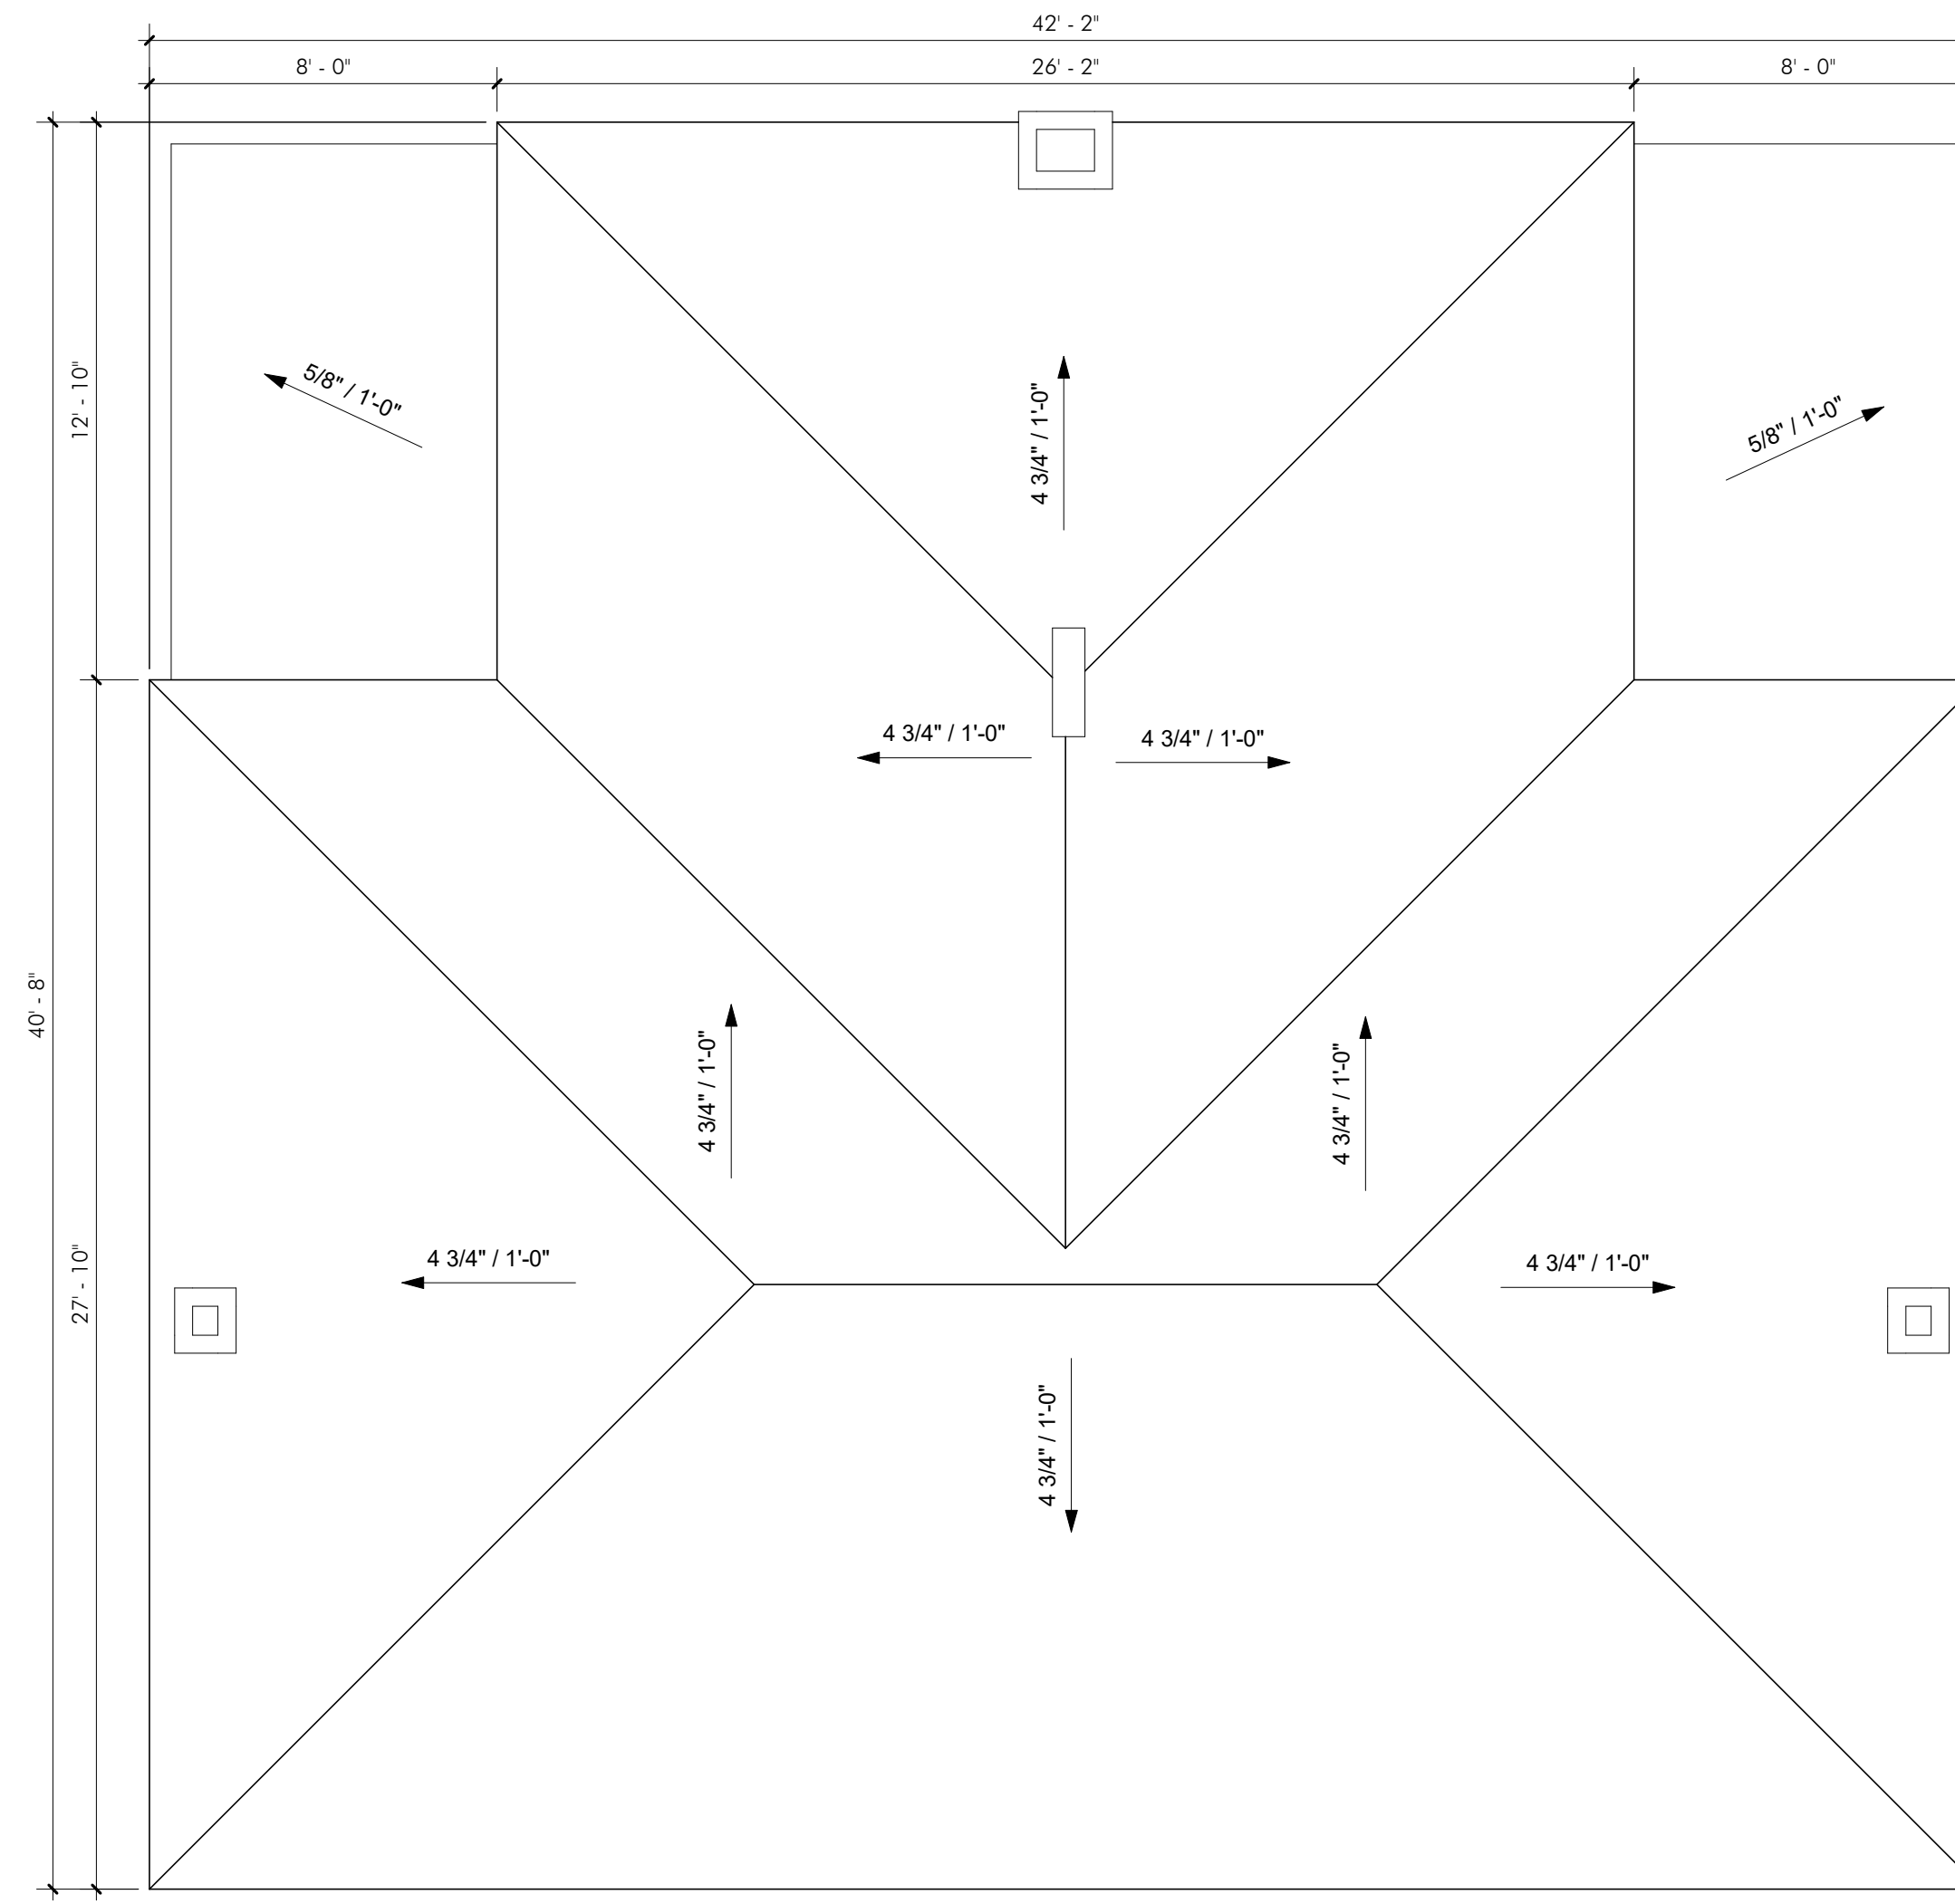 42' - 2"
8' - 0"
26' - 2"
8' - 0"
12' - 10"
5/8" / 1'-0"
4 3/4" / 1'-0"
5/8" / 1'-0"
4 3/4" / 1'-0"
4 3/4" / 1'-0"
40' - 8"
4 3/4" / 1'-0"
4 3/4" / 1'-0"
27' - 10"
4 3/4" / 1'-0"
4 3/4" / 1'-0"
4 3/4" / 1'-0"